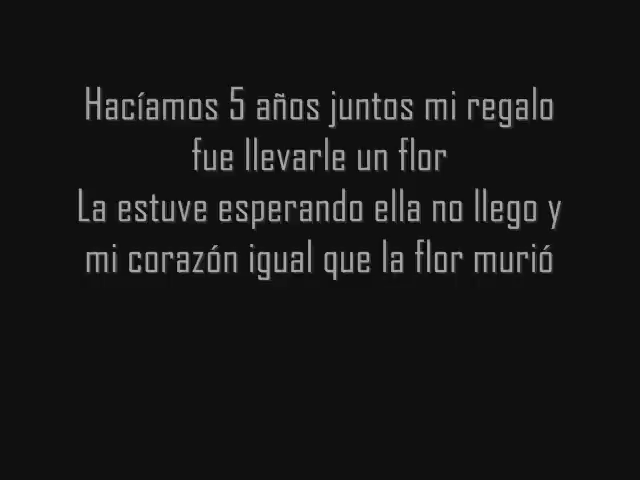 Hacíamos 5 años juntos mi regalo
fue llevarle un flor
La estuve esperando ella no llego y
mi corazón igual que la flor murió